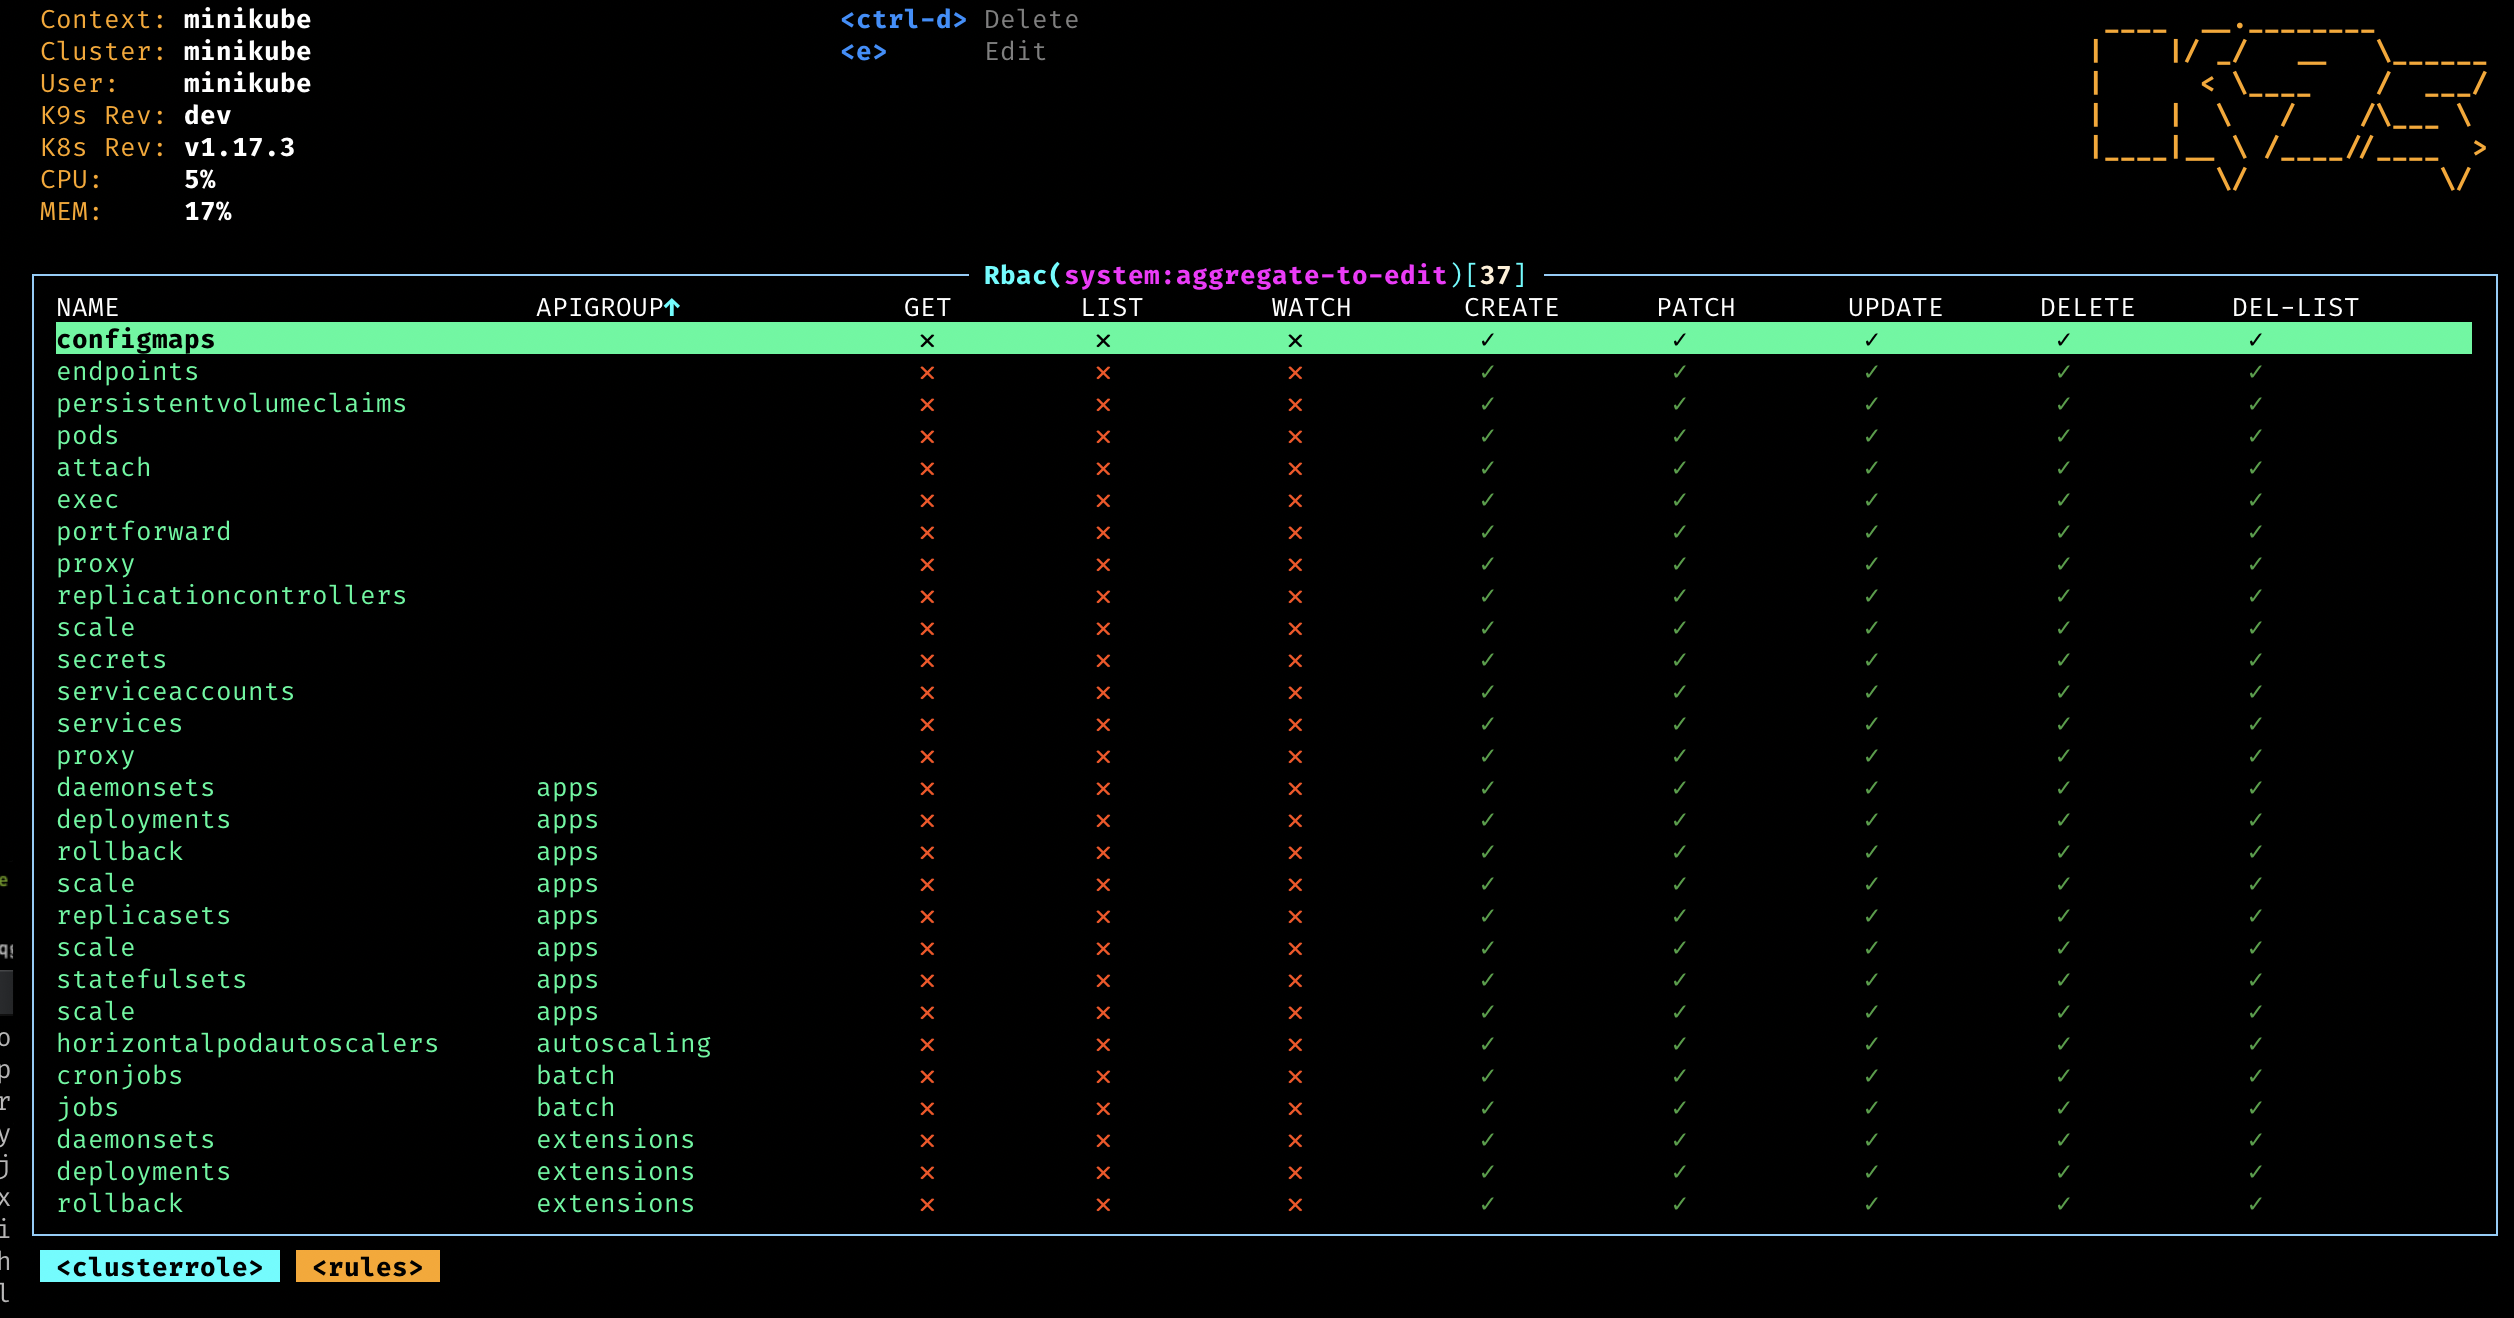 Context: minikube <ctrl-d> Delete
Cluster: minikube <e> Edit
User: minikube
K9s Rev: dev
K8s Rev: v1.17.3
CPU: 5%
MEM: 17%
Rbac(system:aggregate-to-edit)[37]
NAME APIGROUP↑ GET LIST WATCH CREATE PATCH UPDATE DELETE DEL-LIST
configmaps × × × ✓ ✓ ✓ ✓ ✓
endpoints × × × ✓ ✓ ✓ ✓ ✓
persistentvolumeclaims × × × ✓ ✓ ✓ ✓ ✓
pods × × × ✓ ✓ ✓ ✓ ✓
attach × × × ✓ ✓ ✓ ✓ ✓
exec × × × ✓ ✓ ✓ ✓ ✓
portforward × × × ✓ ✓ ✓ ✓ ✓
proxy × × × ✓ ✓ ✓ ✓ ✓
replicationcontrollers × × × ✓ ✓ ✓ ✓ ✓
scale × × × ✓ ✓ ✓ ✓ ✓
secrets × × × ✓ ✓ ✓ ✓ ✓
serviceaccounts × × × ✓ ✓ ✓ ✓ ✓
services × × × ✓ ✓ ✓ ✓ ✓
proxy × × × ✓ ✓ ✓ ✓ ✓
daemonsets apps × × × ✓ ✓ ✓ ✓ ✓
deployments apps × × × ✓ ✓ ✓ ✓ ✓
rollback apps × × × ✓ ✓ ✓ ✓ ✓
scale apps × × × ✓ ✓ ✓ ✓ ✓
replicasets apps × × × ✓ ✓ ✓ ✓ ✓
scale apps × × × ✓ ✓ ✓ ✓ ✓
statefulsets apps × × × ✓ ✓ ✓ ✓ ✓
scale apps × × × ✓ ✓ ✓ ✓ ✓
horizontalpodautoscalers autoscaling × × × ✓ ✓ ✓ ✓ ✓
cronjobs batch × × × ✓ ✓ ✓ ✓ ✓
jobs batch × × × ✓ ✓ ✓ ✓ ✓
daemonsets extensions × × × ✓ ✓ ✓ ✓ ✓
deployments extensions × × × ✓ ✓ ✓ ✓ ✓
rollback extensions × × × ✓ ✓ ✓ ✓ ✓
<clusterrole> <rules>